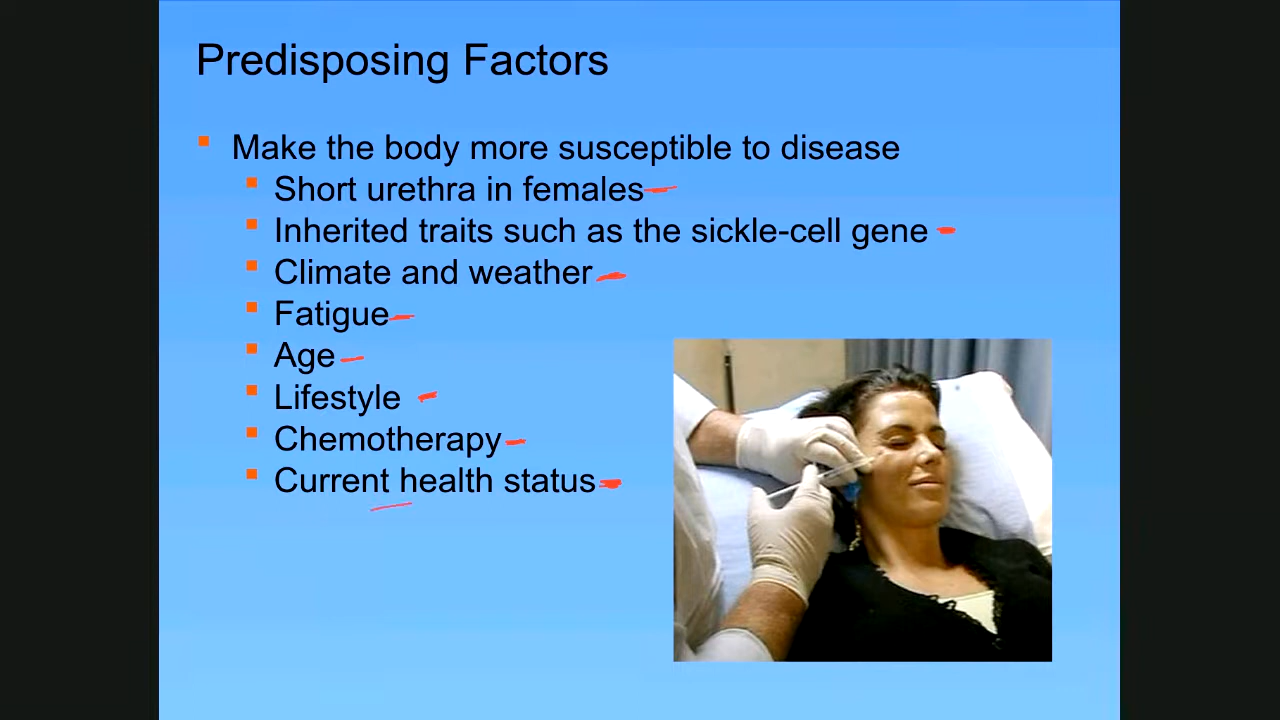 Predisposing Factors
Make the body more susceptible to disease
Short urethra in females
Inherited traits such as the sickle-cell gene
Climate and weather
Fatigue
Age
Lifestyle
Chemotherapy
Current health status